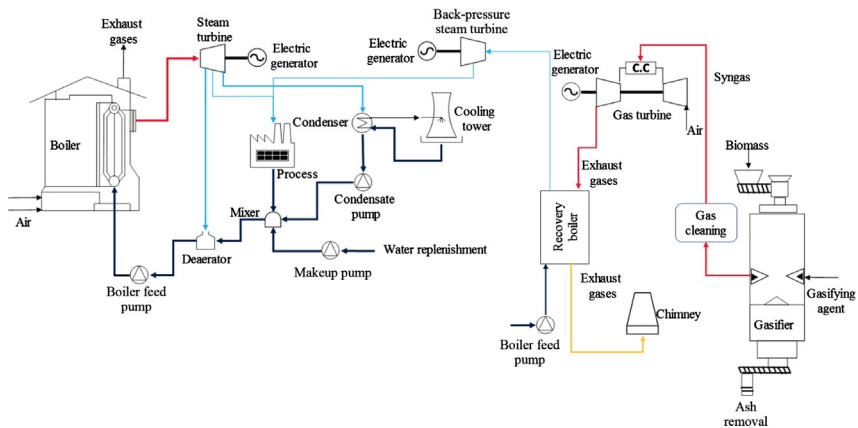 Exhaust
gases
Steam
turbine
Electric
generator
Back-pressure
steam turbine
Electric
generator
Electric
generator
C.C
Syngas
Gas turbine
Air
Boiler
Air
Condenser
Cooling
tower
Process
Condensate
pump
Mixer
Deaerator
Water replenishment
Makeup pump
Boiler feed
pump
Exhaust
gases
Recovery
boiler
Exhaust
gases
Chimney
Boiler feed
pump
Biomass
Gas
cleaning
Gasifying
agent
Gasifier
Ash
removal